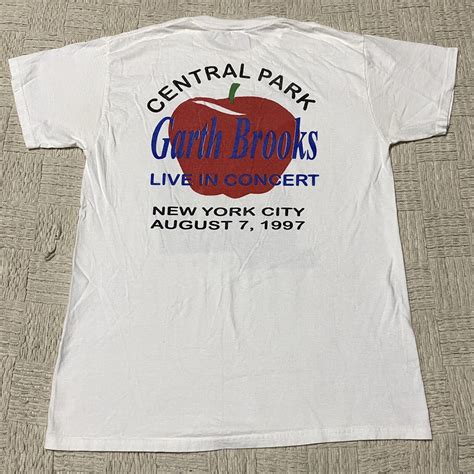 CENTRAL PARK
Garth Brooks
LIVE IN CONCERT
NEW YORK CITY
AUGUST 7, 1997